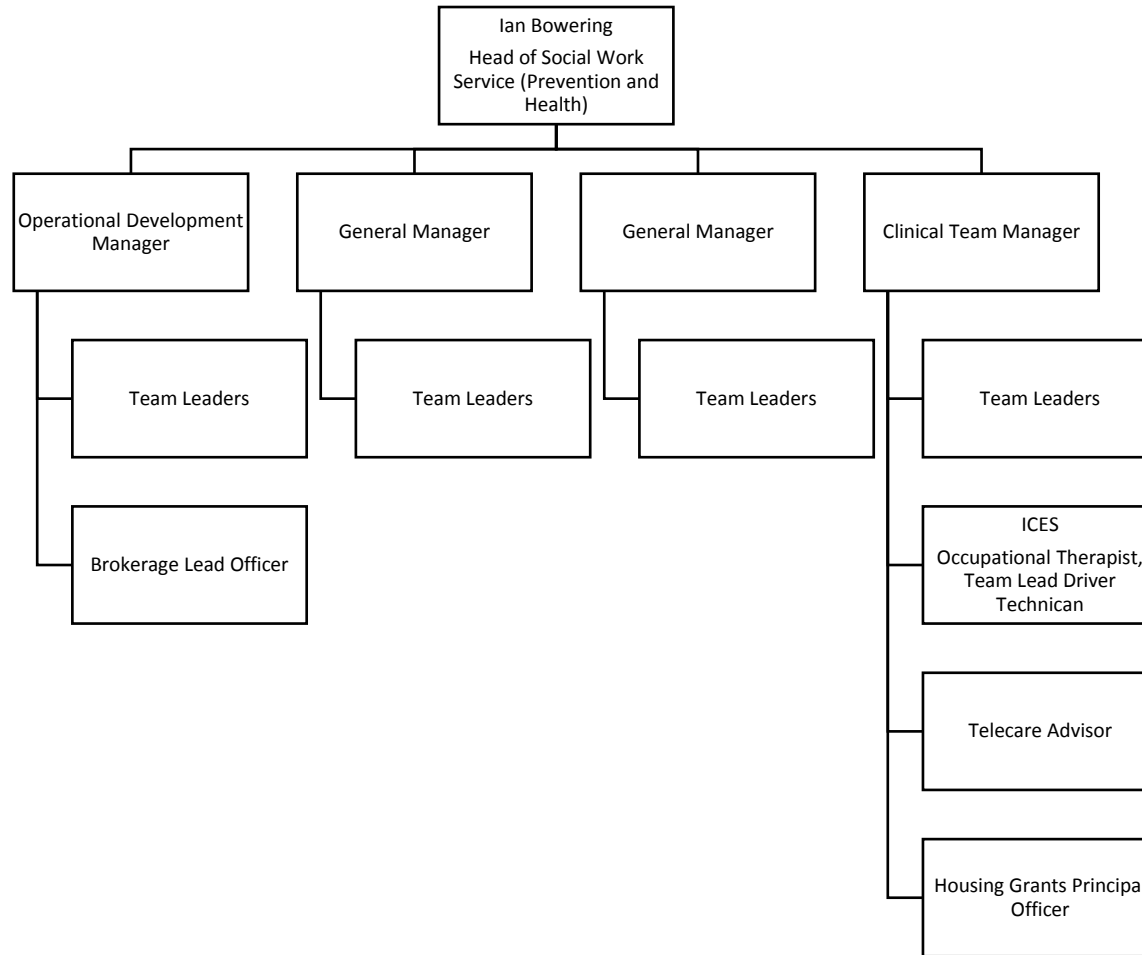 Ian Bowering
Head of Social Work
Service (Prevention and
Health)
Operational Development
Manager
General Manager
General Manager
Clinical Team Manager
Team Leaders
Team Leaders
Team Leaders
Team Leaders
Brokerage Lead Officer
ICES
Occupational Therapist,
Team Lead Driver
Technican
Telecare Advisor
Housing Grants Principa
Officer